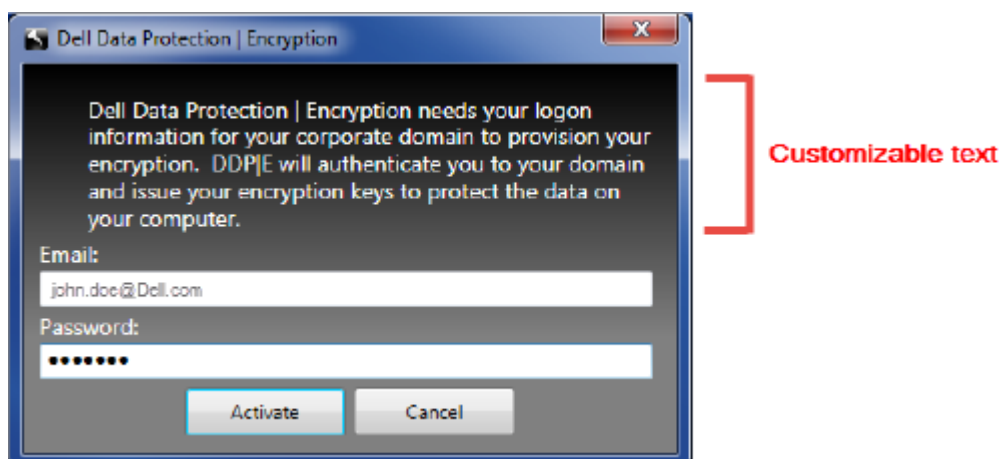 Dell Data Protection | Encryption
Dell Data Protection | Encryption needs your logon
information for your corporate domain to provision your
encryption.  DDP|E will authenticate you to your domain
and issue your encryption keys to protect the data on
your computer.
Customizable text
Email:
john.doe@Dell.com
Password:
•••••••
Activate
Cancel